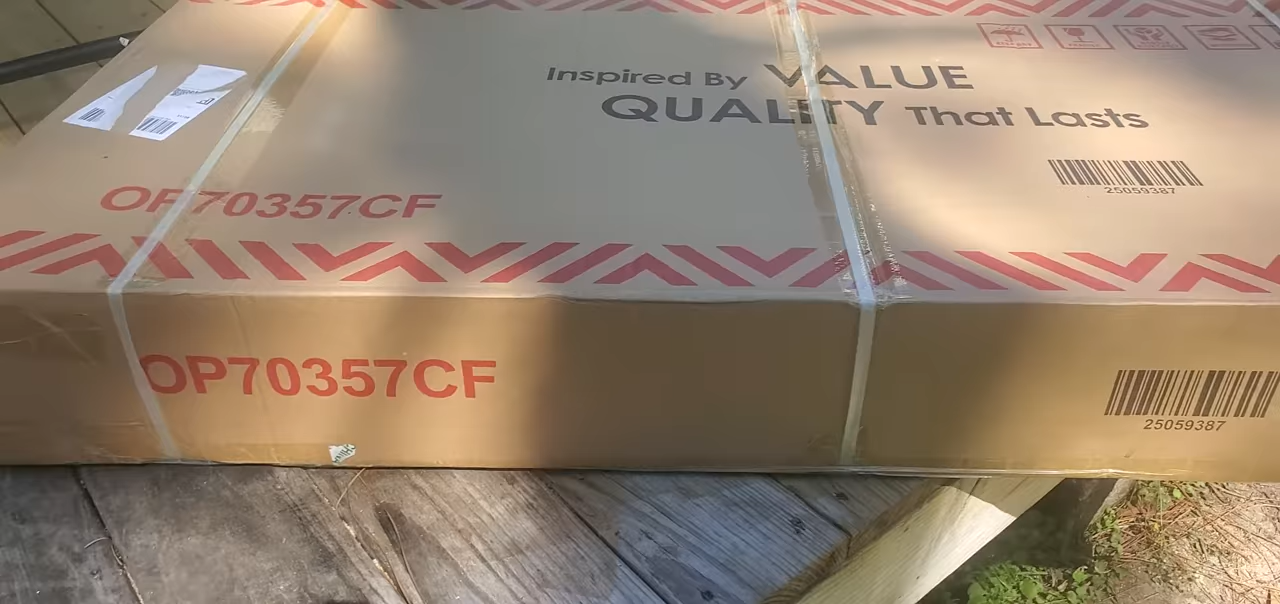 Inspired By VALUE
QUALITY That Lasts
25059387
OP70357CF
OP70357CF
25059387